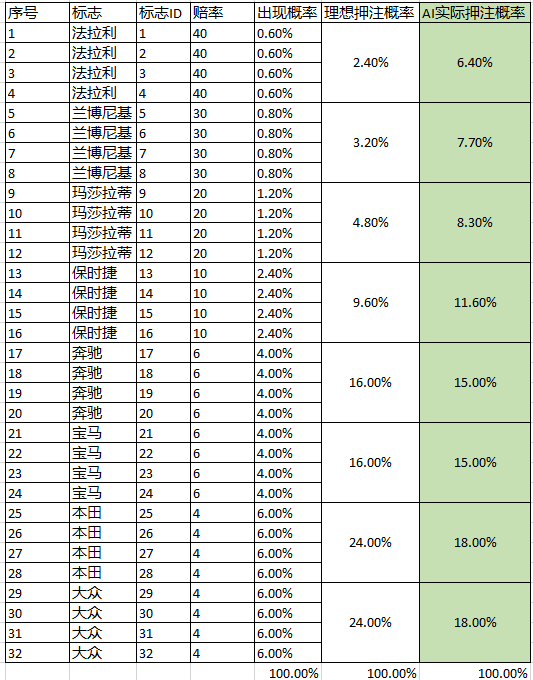 序号 标志 标志ID 赔率 出现概率 理想押注概率 AI实际押注概率
1 法拉利 1 40 0.60%
2 法拉利 2 40 0.60%
2.40% 6.40%
3 法拉利 3 40 0.60%
4 法拉利 4 40 0.60%
5 兰博尼基 5 30 0.80%
6 兰博尼基 6 30 0.80%
3.20% 7.70%
7 兰博尼基 7 30 0.80%
8 兰博尼基 8 30 0.80%
9 玛莎拉蒂 9 20 1.20%
10 玛莎拉蒂 10 20 1.20%
4.80% 8.30%
11 玛莎拉蒂 11 20 1.20%
12 玛莎拉蒂 12 20 1.20%
13 保时捷 13 10 2.40%
14 保时捷 14 10 2.40%
9.60% 11.60%
15 保时捷 15 10 2.40%
16 保时捷 16 10 2.40%
17 奔驰 17 6 4.00%
18 奔驰 18 6 4.00%
16.00% 15.00%
19 奔驰 19 6 4.00%
20 奔驰 20 6 4.00%
21 宝马 21 6 4.00%
22 宝马 22 6 4.00%
16.00% 15.00%
23 宝马 23 6 4.00%
24 宝马 24 6 4.00%
25 本田 25 4 6.00%
26 本田 26 4 6.00%
24.00% 18.00%
27 本田 27 4 6.00%
28 本田 28 4 6.00%
29 大众 29 4 6.00%
30 大众 30 4 6.00%
24.00% 18.00%
31 大众 31 4 6.00%
32 大众 32 4 6.00%
100.00% 100.00% 100.00%